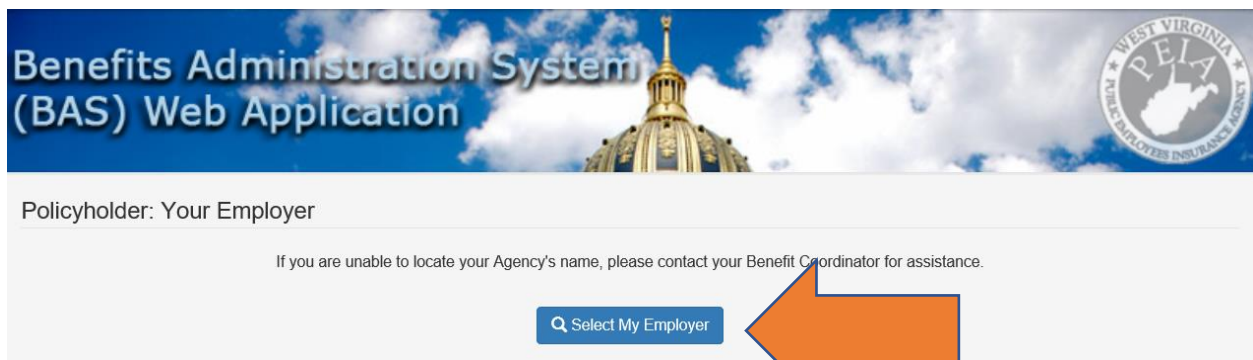 Benefits Administration System
(BAS) Web Application
WEST VIRGINIA
PEIA
PUBLIC EMPLOYEES INSURANCE AGENCY
Policyholder: Your Employer
If you are unable to locate your Agency's name, please contact your Benefit Coordinator for assistance.
Select My Employer